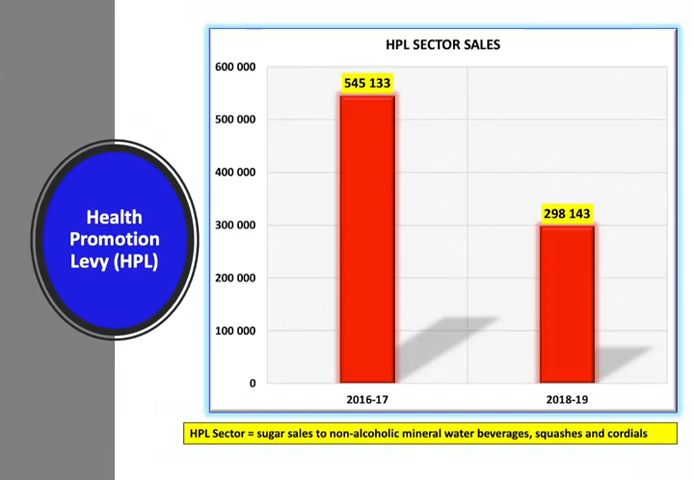 HPL SECTOR SALES
600 000
500 000
400 000
300 000
200 000
100 000
0
545 133
298 143
2016-17
2018-19
Health
Promotion
Levy (HPL)
HPL Sector = sugar sales to non-alcoholic mineral water beverages, squashes and cordials